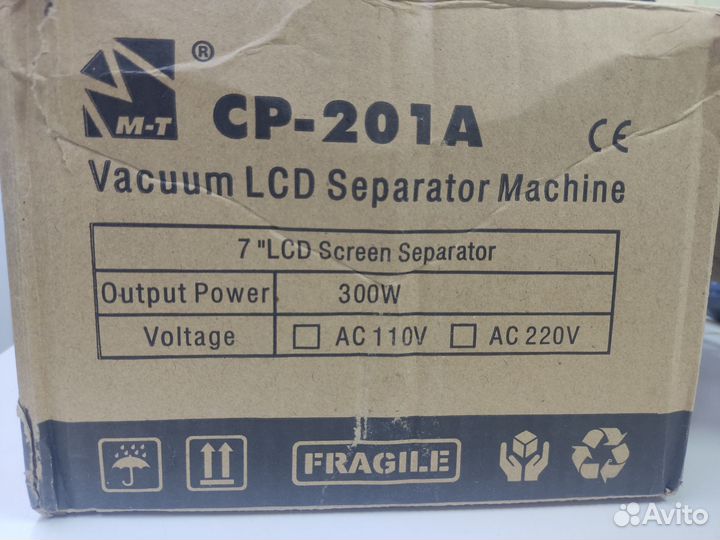 M-T ®
CP-201A
CE
Vacuum LCD Separator Machine
7 "LCD Screen Separator
Output Power 300W
Voltage AC 110V AC 220V
FRAGILE
Avito